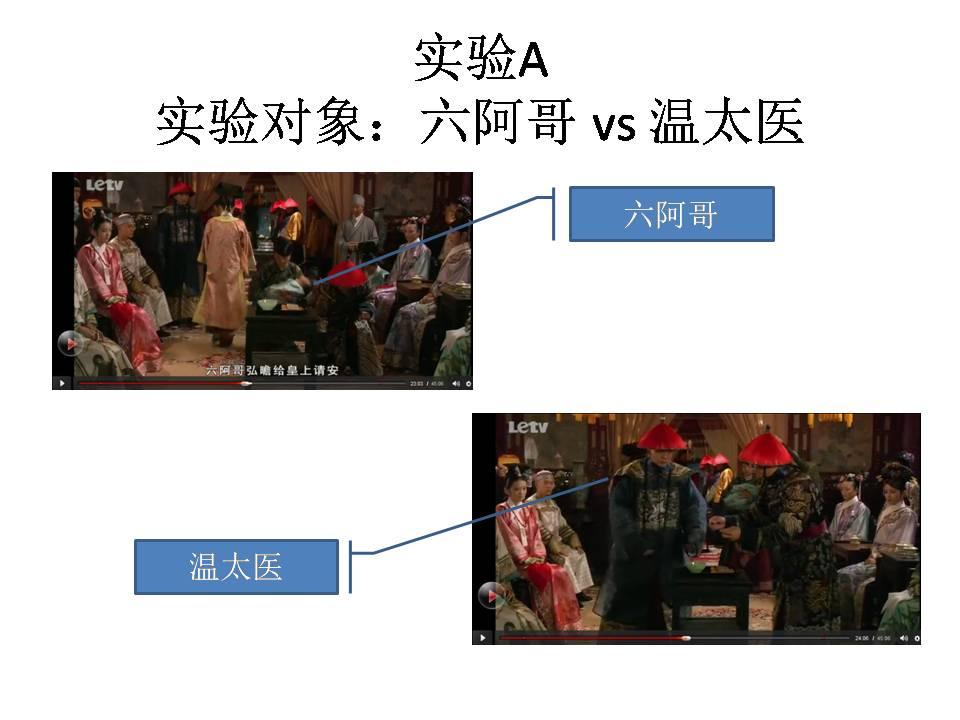 实验A
实验对象：六阿哥 vs 温太医
Letv
六阿哥
六阿哥弘瞻给皇上请安
23:03 / 45:06
Letv
温太医
24:06 / 45:06